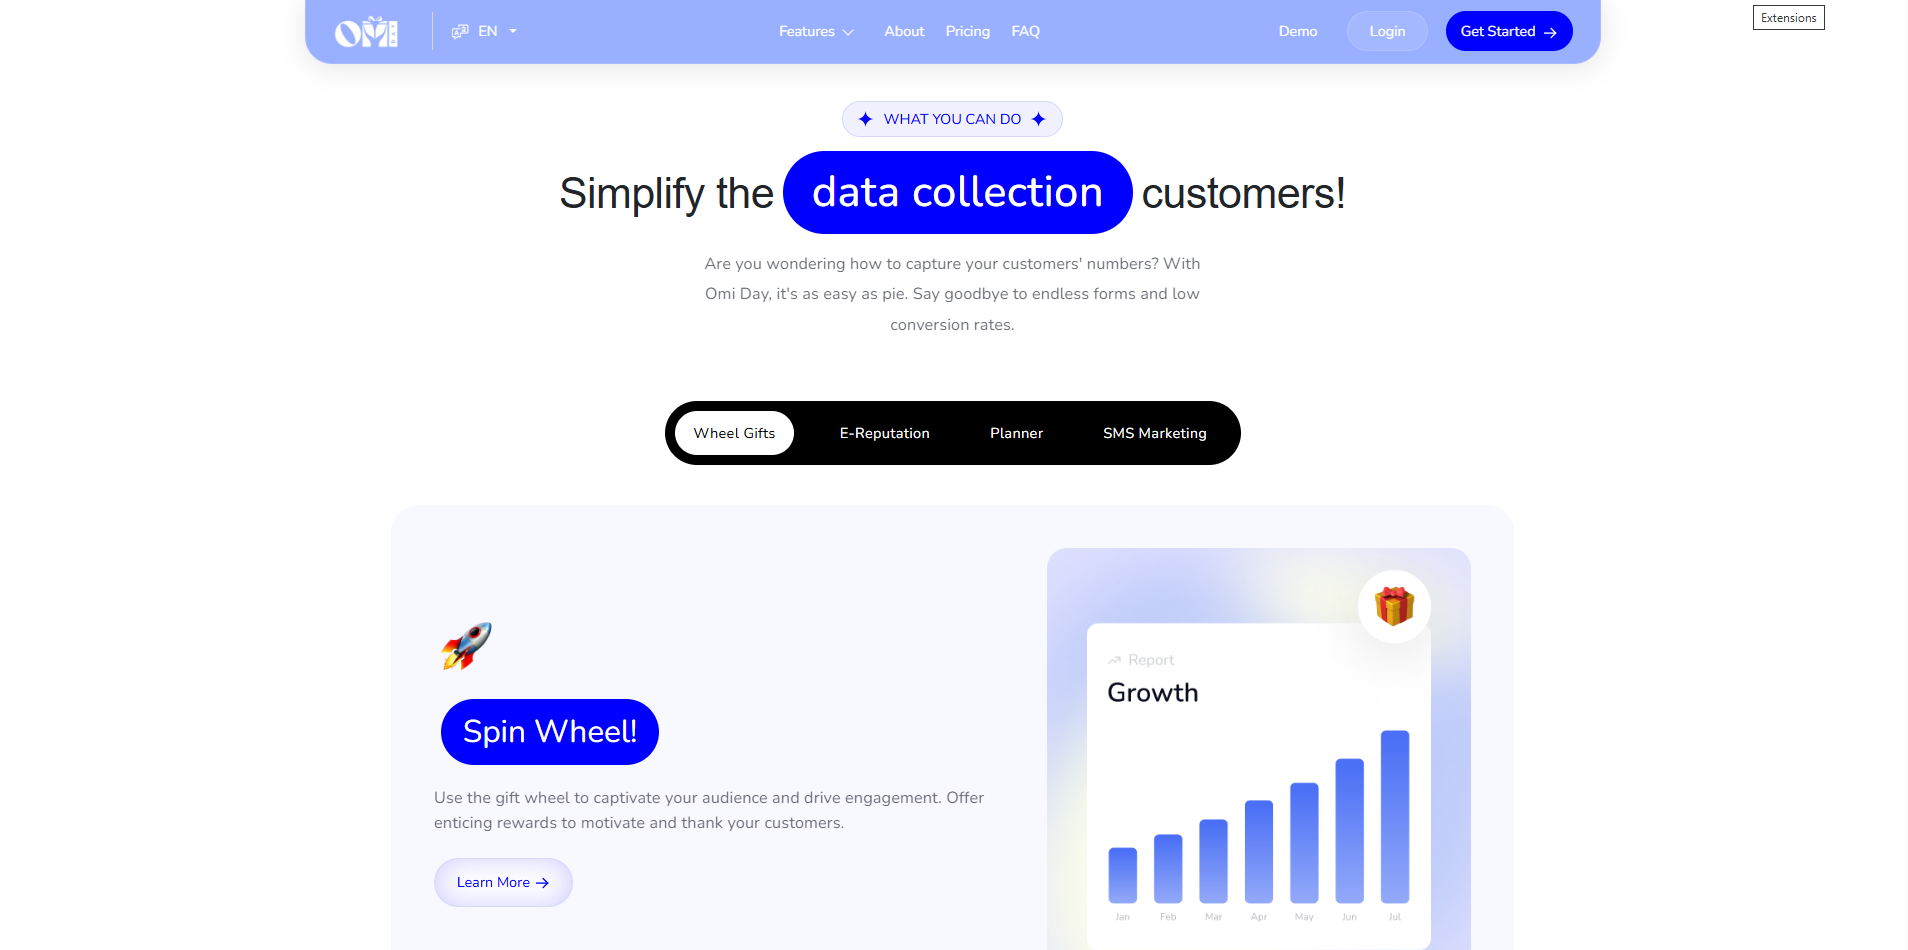 OMI
EN
Features
About
Pricing
FAQ
Demo
Login
Get Started
Extensions
WHAT YOU CAN DO
Simplify the data collection customers!
Are you wondering how to capture your customers' numbers? With
Omi Day, it's as easy as pie. Say goodbye to endless forms and low
conversion rates.
Wheel Gifts
E-Reputation
Planner
SMS Marketing
Spin Wheel!
Use the gift wheel to captivate your audience and drive engagement. Offer
enticing rewards to motivate and thank your customers.
Learn More
Report
Growth
Jan Feb Mar Apr May Jun Jul